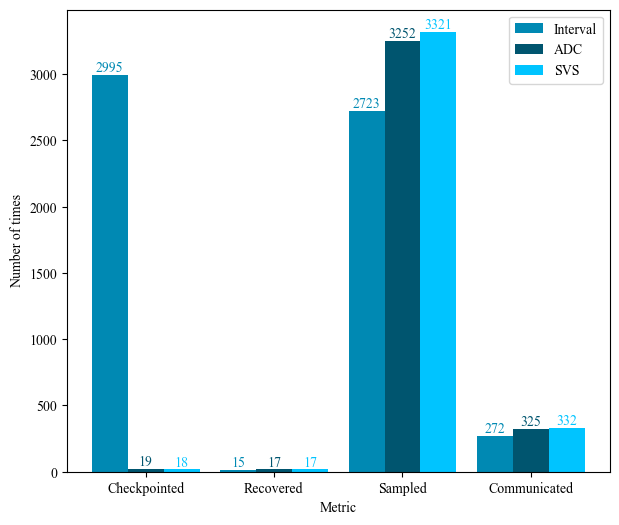 3321
3252
2995
2723
Interval
ADC
SVS
3000
2500
2000
1500
1000
500
0
Number of times
19
18
15
17
17
272
325
332
Checkpointed
Recovered
Sampled
Communicated
Metric